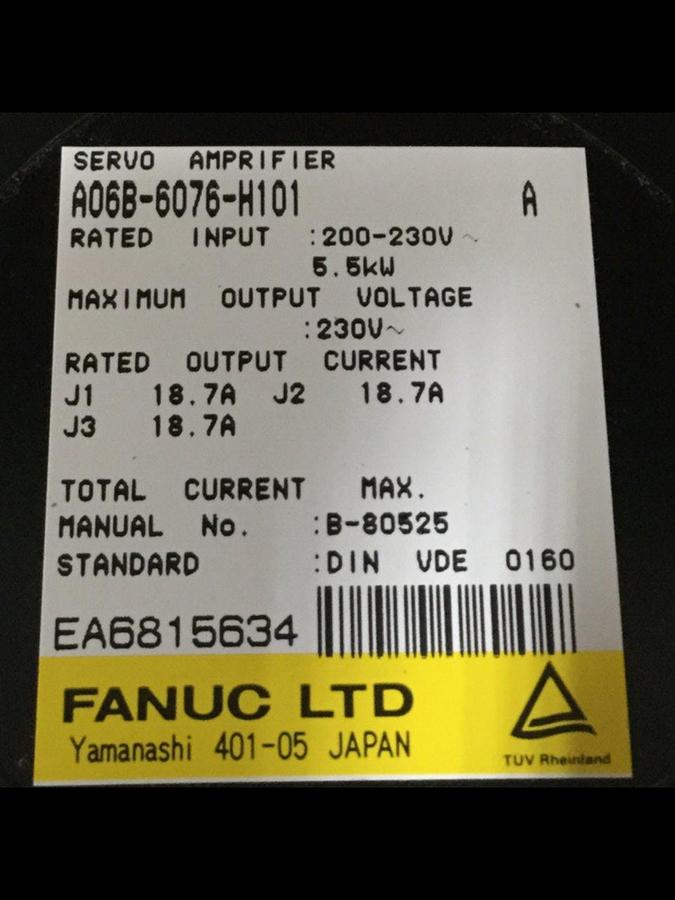 SERVO AMPRIFIER
A06B-6076-H101 A
RATED INPUT :200-230V~
5.5kW
MAXIMUM OUTPUT VOLTAGE
:230V~
RATED OUTPUT CURRENT
J1 18.7A J2 18.7A
J3 18.7A
TOTAL CURRENT MAX.
MANUAL No. :B-80525
STANDARD :DIN VDE 0160
EA6815634
FANUC LTD
Yamanashi 401-05 JAPAN
TÜV Rheinland